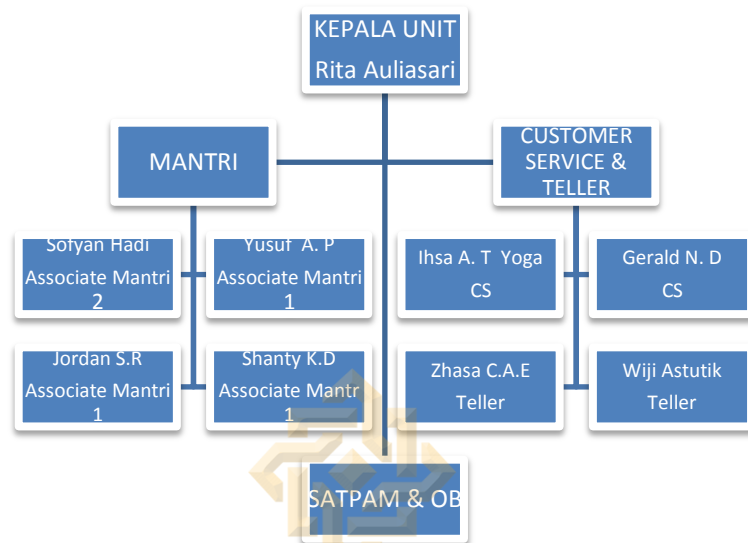 KEPALA UNIT
Rita Auliasari
MANTRI
CUSTOMER
SERVICE &
TELLER
Sofyan Hadi
Associate Mantri
2
Yusuf A. P
Associate Mantri
1
Ihsa A. T Yoga
CS
Gerald N. D
CS
Jordan S.R
Associate Mantri
1
Shanty K.D
Associate Mantr
1
Zhasa C.A.E
Teller
Wiji Astutik
Teller
SATPAM & OB